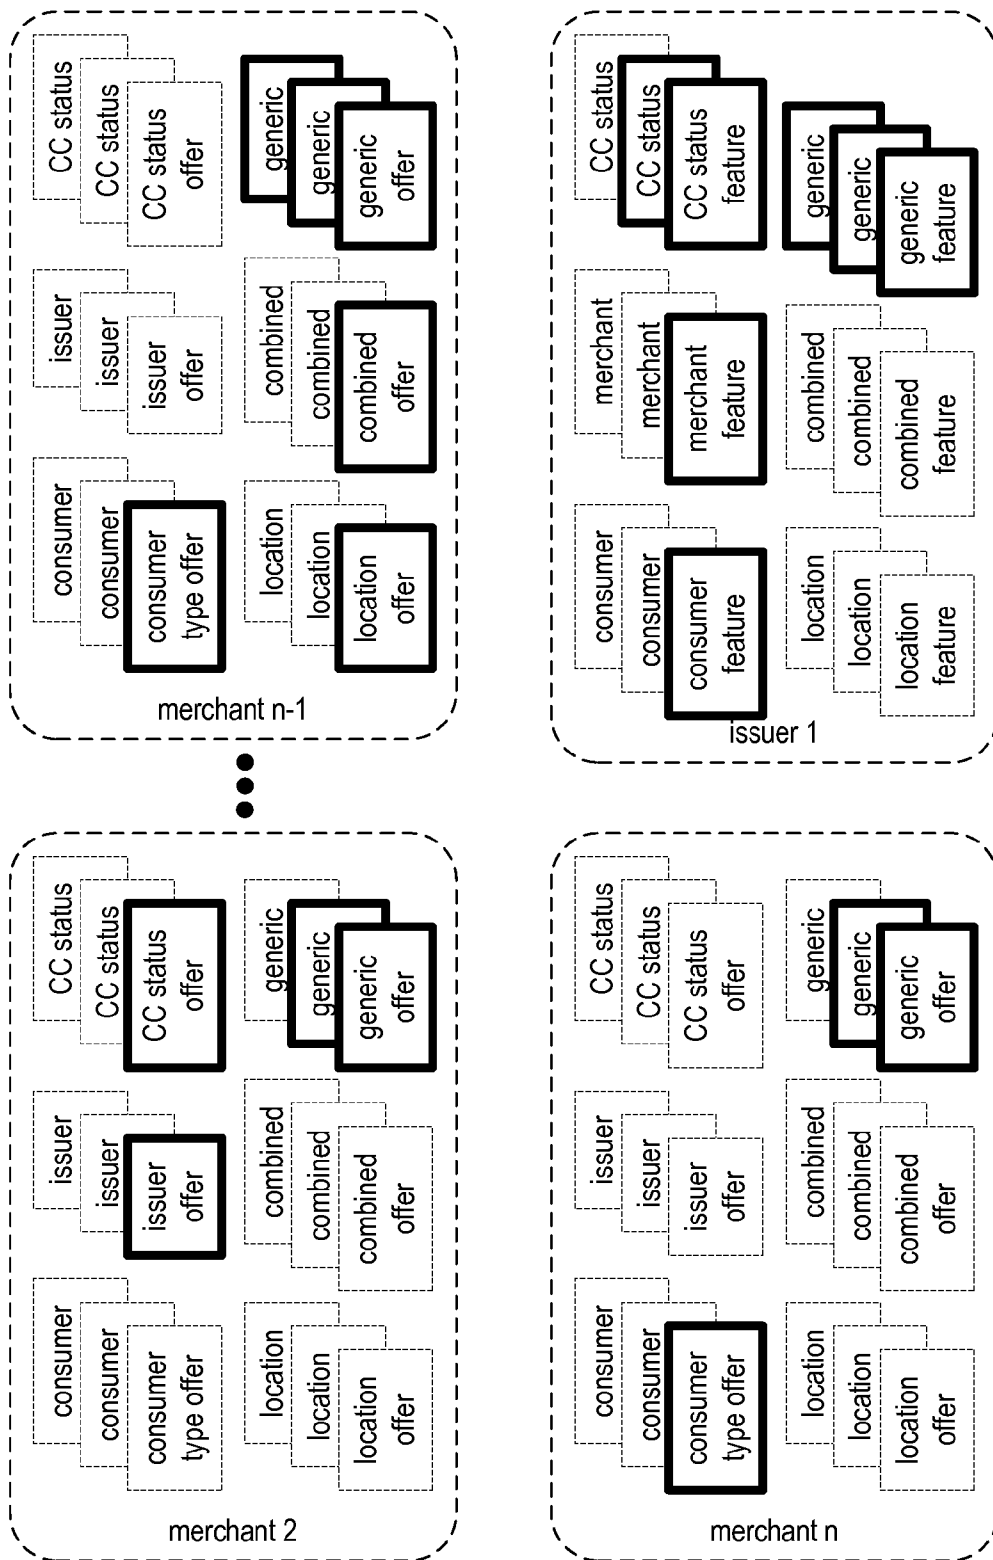 merchant 2
consumer
consumer
consumer
type offer
issuer
issuer
issuer
offer
CC status
CC status
CC status
offer
location
location
location
offer
combined
combined
combined
offer
generic
generic
generic
offer
merchant n-1
consumer
consumer
consumer
type offer
issuer
issuer
issuer
offer
CC status
CC status
CC status
offer
location
location
location
offer
combined
combined
combined
offer
generic
generic
generic
offer
merchant n
consumer
consumer
consumer
type offer
issuer
issuer
issuer
offer
CC status
CC status
CC status
offer
location
location
location
offer
combined
combined
combined
offer
generic
generic
generic
offer
issuer 1
consumer
consumer
consumer
feature
merchant
merchant
merchant
feature
CC status
CC status
CC status
feature
location
location
location
feature
combined
combined
combined
feature
generic
generic
generic
feature